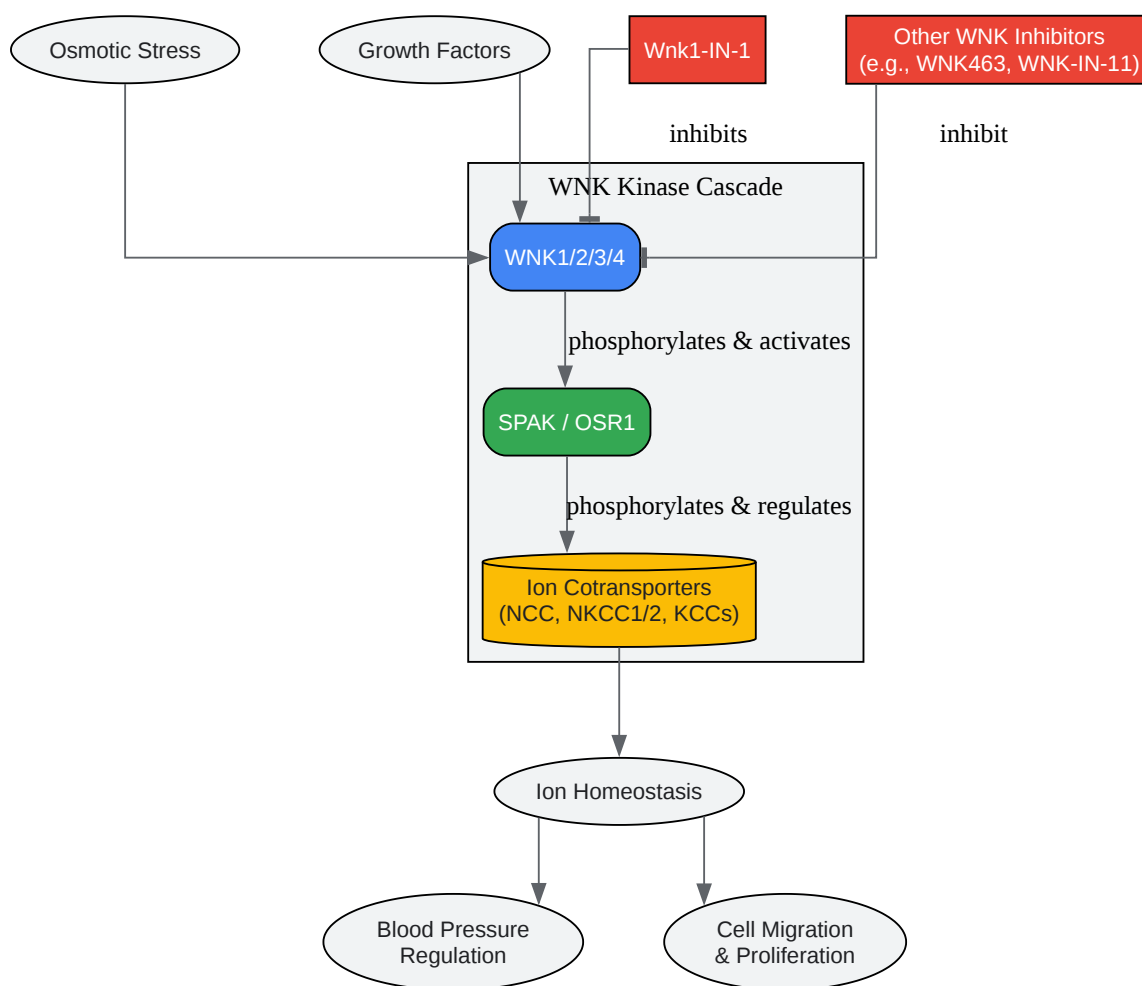 Osmotic Stress
Growth Factors
Wnk1-IN-1
Other WNK Inhibitors
(e.g., WNK463, WNK-IN-11)
inhibits
inhibit
WNK Kinase Cascade
WNK1/2/3/4
phosphorylates & activates
SPAK / OSR1
phosphorylates & regulates
Ion Cotransporters
(NCC, NKCC1/2, KCCs)
Ion Homeostasis
Blood Pressure
Regulation
Cell Migration
& Proliferation